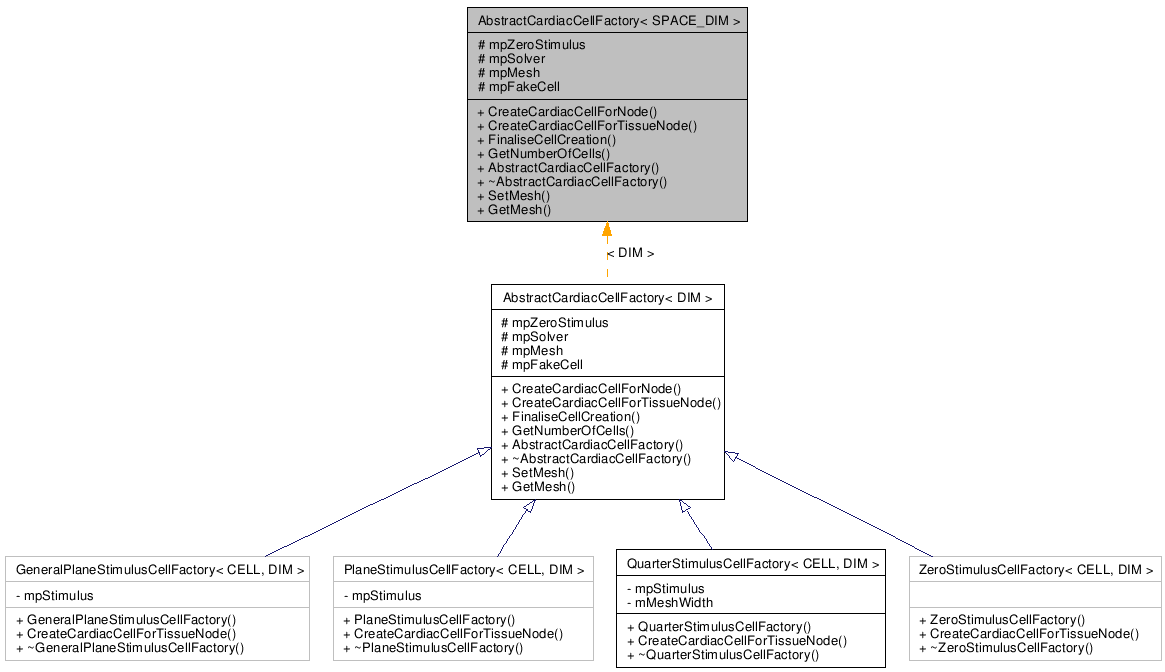 AbstractCardiacCellFactory< SPACE_DIM >
# mpZeroStimulus
# mpSolver
# mpMesh
# mpFakeCell
+ CreateCardiacCellForNode()
+ CreateCardiacCellForTissueNode()
+ FinaliseCellCreation()
+ GetNumberOfCells()
+ AbstractCardiacCellFactory()
+ ~AbstractCardiacCellFactory()
+ SetMesh()
+ GetMesh()
< DIM >
AbstractCardiacCellFactory< DIM >
# mpZeroStimulus
# mpSolver
# mpMesh
# mpFakeCell
+ CreateCardiacCellForNode()
+ CreateCardiacCellForTissueNode()
+ FinaliseCellCreation()
+ GetNumberOfCells()
+ AbstractCardiacCellFactory()
+ ~AbstractCardiacCellFactory()
+ SetMesh()
+ GetMesh()
GeneralPlaneStimulusCellFactory< CELL, DIM >
- mpStimulus
+ GeneralPlaneStimulusCellFactory()
+ CreateCardiacCellForTissueNode()
+ ~GeneralPlaneStimulusCellFactory()
PlaneStimulusCellFactory< CELL, DIM >
- mpStimulus
+ PlaneStimulusCellFactory()
+ CreateCardiacCellForTissueNode()
+ ~PlaneStimulusCellFactory()
QuarterStimulusCellFactory< CELL, DIM >
- mpStimulus
- mMeshWidth
+ QuarterStimulusCellFactory()
+ CreateCardiacCellForTissueNode()
+ ~QuarterStimulusCellFactory()
ZeroStimulusCellFactory< CELL, DIM >
+ ZeroStimulusCellFactory()
+ CreateCardiacCellForTissueNode()
+ ~ZeroStimulusCellFactory()